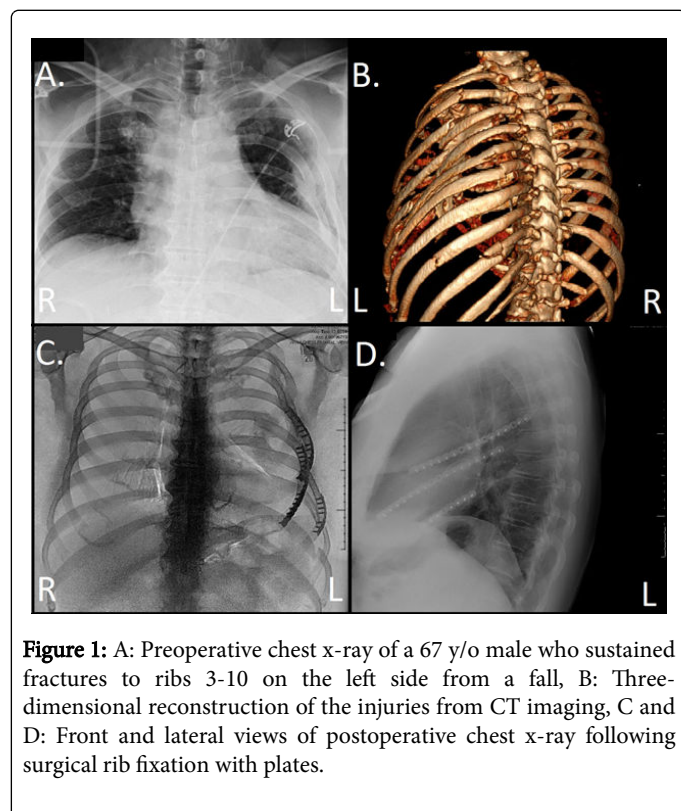 A.
B.
R
L
L
R
C.
D.
R
L
L
Figure 1: A: Preoperative chest x-ray of a 67 y/o male who sustained
fractures to ribs 3-10 on the left side from a fall, B: Three-
dimensional reconstruction of the injuries from CT imaging, C and
D: Front and lateral views of postoperative chest x-ray following
surgical rib fixation with plates.